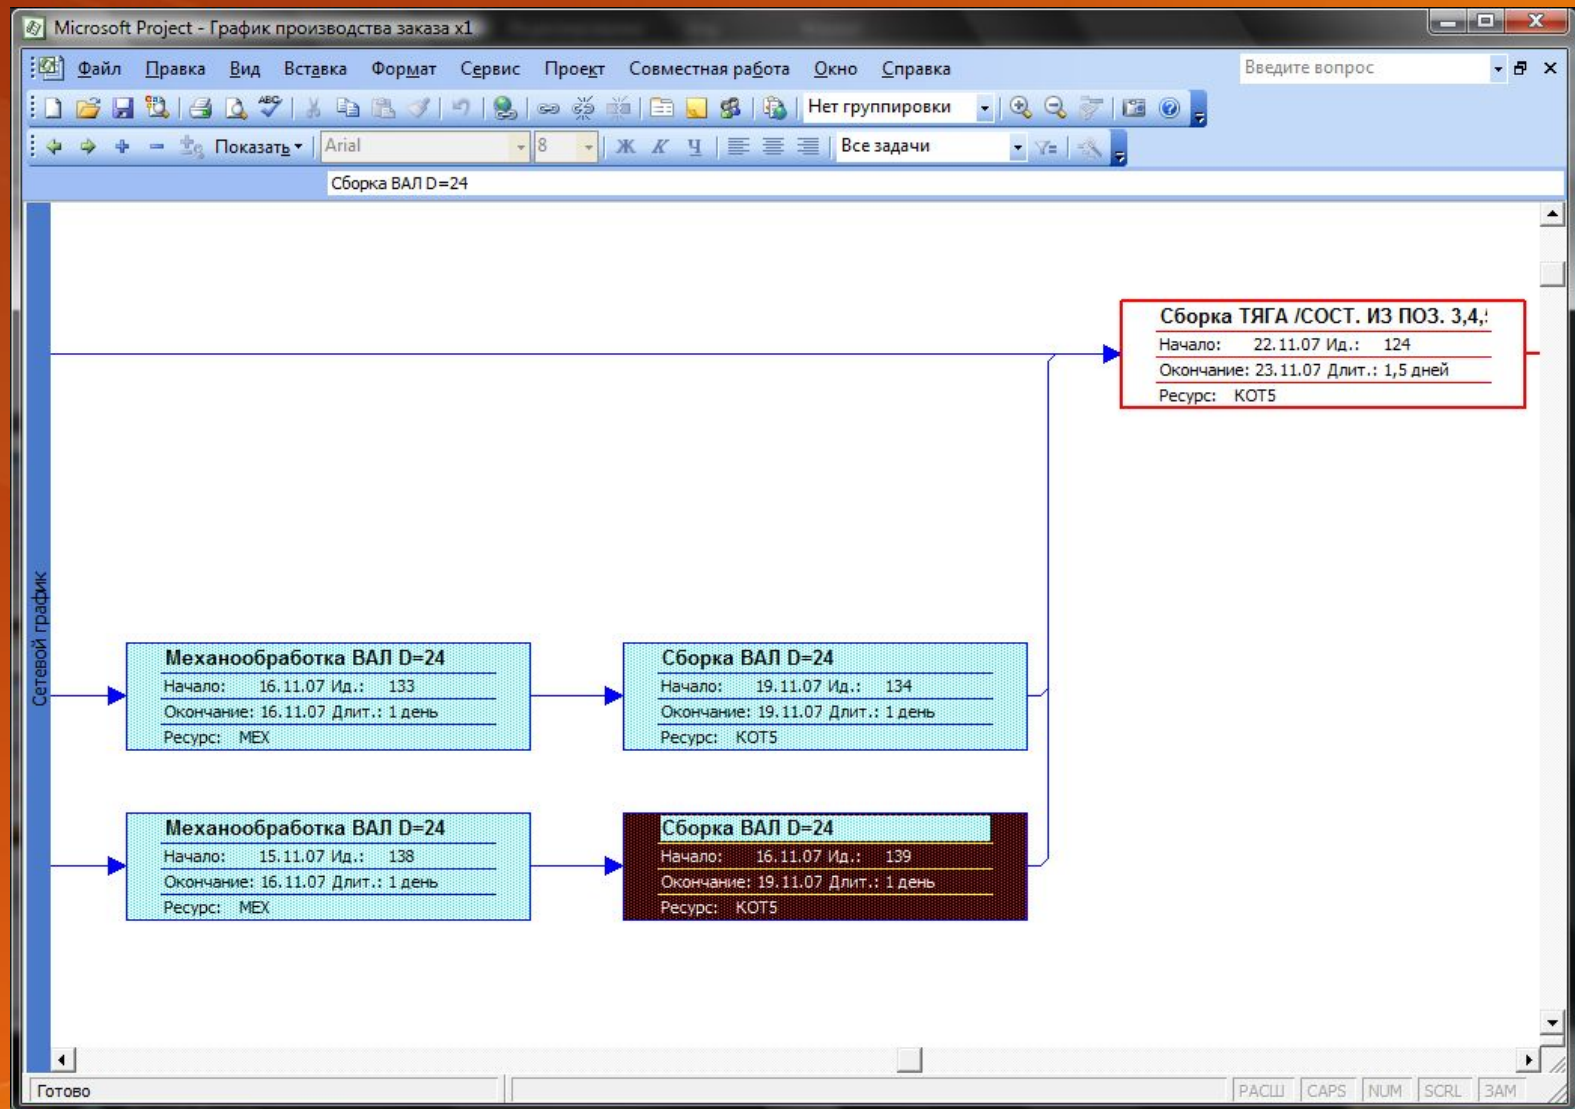 Microsoft Project - График производства заказа x1
Файл Правка Вид Вставка Формат Сервис Проект Совместная работа Окно Справка Введите вопрос
ABC Нет группировки
Показать Arial 8 Ж К Ч Все задачи
Сборка ВАЛ D=24
Сборка ТЯГА /СОСТ. ИЗ ПОЗ. 3,4,
Начало: 22.11.07 Ид.: 124
Окончание: 23.11.07 Длит.: 1,5 дней
Ресурс: КОТ5
Сетевой график
Механообработка ВАЛ D=24
Начало: 16.11.07 Ид.: 133
Окончание: 16.11.07 Длит.: 1 день
Ресурс: МЕХ
Сборка ВАЛ D=24
Начало: 19.11.07 Ид.: 134
Окончание: 19.11.07 Длит.: 1 день
Ресурс: КОТ5
Механообработка ВАЛ D=24
Начало: 15.11.07 Ид.: 138
Окончание: 16.11.07 Длит.: 1 день
Ресурс: МЕХ
Сборка ВАЛ D=24
Начало: 16.11.07 Ид.: 139
Окончание: 19.11.07 Длит.: 1 день
Ресурс: КОТ5
Готово РАСШ CAPS NUM SCRL ЗАМ